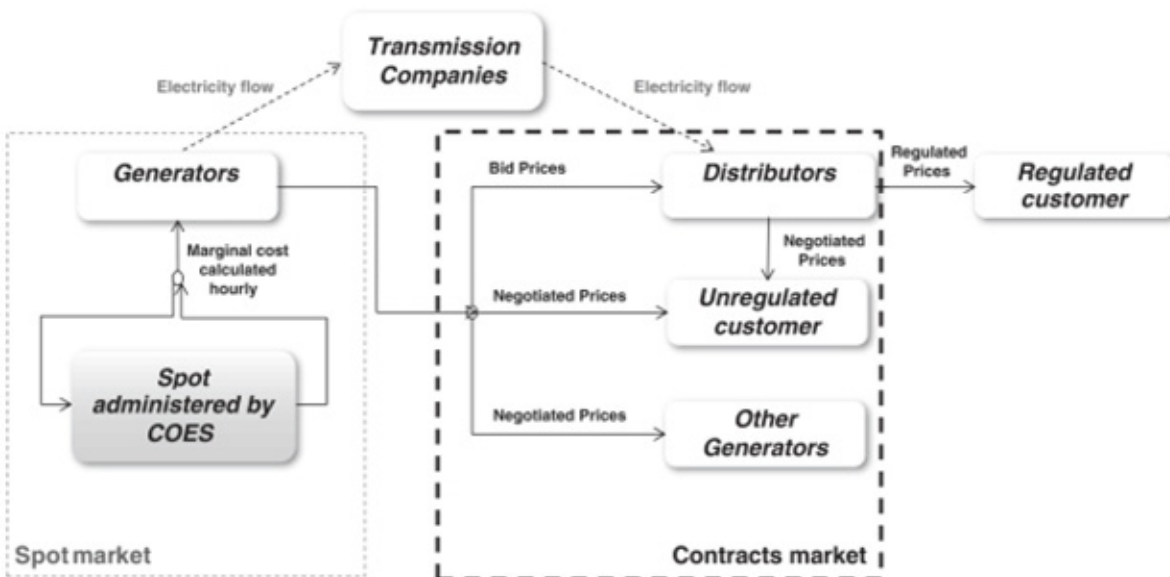 Transmission
Companies
Electricity flow
Electricity flow
Generators
Bid Prices
Distributors
Regulated
Prices
Regulated
customer
Marginal cost
calculated
hourly
Negotiated
Prices
Negotiated Prices
Unregulated
customer
Spot
administered by
COES
Negotiated Prices
Other
Generators
Spot market
Contracts market